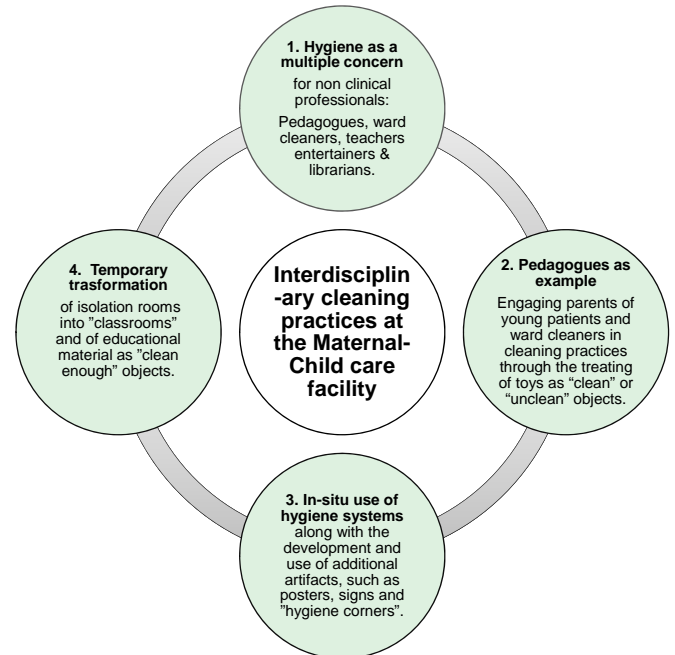 1. Hygiene as a
multiple concern
for non clinical
professionals:
Pedagogues, ward
cleaners, teachers
entertainers &
librarians.
2. Pedagogues as
example
Engaging parents of
young patients and
ward cleaners in
cleaning practices
through the treating
of toys as “clean” or
“unclean” objects.
3. In-situ use of
hygiene systems
along with the
development and
use of additional
artifacts, such as
posters, signs and
”hygiene corners”.
4. Temporary
trasformation
of isolation rooms
into ”classrooms”
and of educational
material as ”clean
enough” objects.
Interdisciplin
-ary cleaning
practices at
the Maternal-
Child care
facility